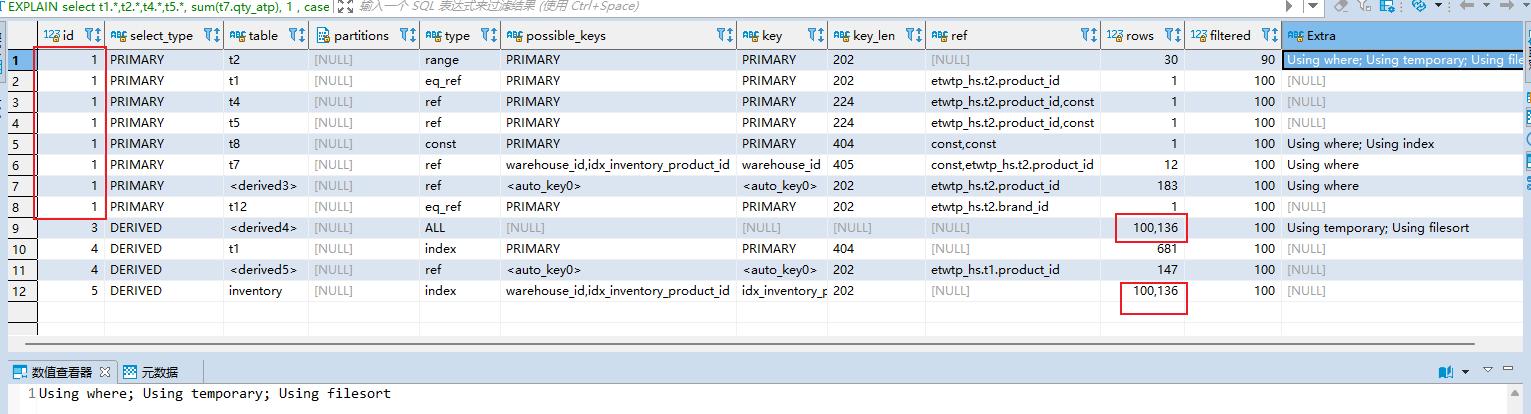 EXPLAIN select t1.*,t2.*,t4.*,t5.*, sum(t7.qty_atp), 1 , case 输入一个 SQL 表达式来过滤结果 (使用 Ctrl+Space)
123 id ABC select_type ABC table partitions ABC type ABC possible_keys ABC key ABC key_len ABC ref 123 rows 123 filtered ABC Extra
1 1 PRIMARY t2 [NULL] range PRIMARY PRIMARY 202 [NULL] 30 90 Using where; Using temporary; Using files
2 1 PRIMARY t1 [NULL] eq_ref PRIMARY PRIMARY 202 etwtp_hs.t2.product_id 1 100 [NULL]
3 1 PRIMARY t4 [NULL] ref PRIMARY PRIMARY 224 etwtp_hs.t2.product_id,const 1 100 [NULL]
4 1 PRIMARY t5 [NULL] ref PRIMARY PRIMARY 224 etwtp_hs.t2.product_id,const 1 100 [NULL]
5 1 PRIMARY t8 [NULL] const PRIMARY PRIMARY 404 const,const 1 100 Using where; Using index
6 1 PRIMARY t7 [NULL] ref warehouse_id,idx_inventory_product_id warehouse_id 405 const,etwtp_hs.t2.product_id 12 100 Using where
7 1 PRIMARY <derived3> [NULL] ref <auto_key0> <auto_key0> 202 etwtp_hs.t2.product_id 183 100 Using where
8 1 PRIMARY t12 [NULL] eq_ref PRIMARY PRIMARY 202 etwtp_hs.t2.brand_id 1 100 [NULL]
9 3 DERIVED <derived4> [NULL] ALL [NULL] [NULL] [NULL] [NULL] 100,136 100 Using temporary; Using filesort
10 4 DERIVED t1 [NULL] index PRIMARY PRIMARY 404 [NULL] 681 100 [NULL]
11 4 DERIVED <derived5> [NULL] ref <auto_key0> <auto_key0> 202 etwtp_hs.t1.product_id 147 100 [NULL]
12 5 DERIVED inventory [NULL] index warehouse_id,idx_inventory_product_id idx_inventory_p 202 [NULL] 100,136 100 [NULL]
数值查看器 元数据
1 Using where; Using temporary; Using filesort